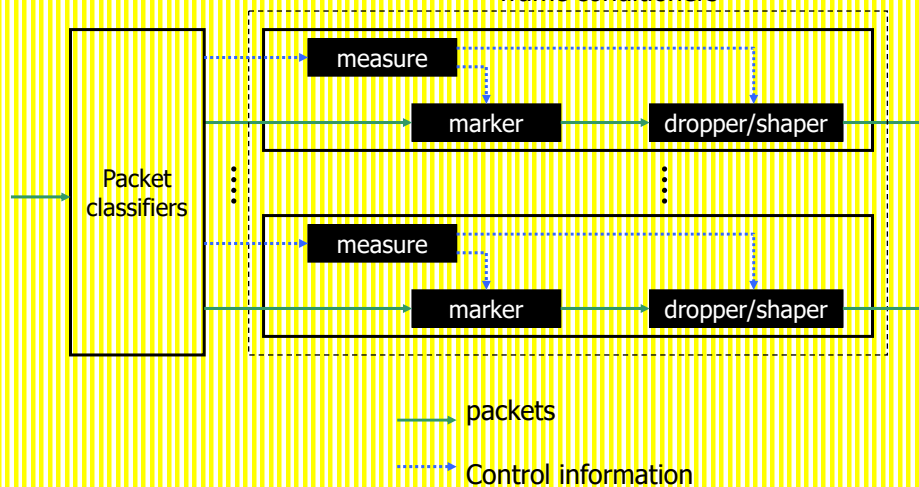 measure
marker
dropper/shaper
Packet
classifiers
measure
marker
dropper/shaper
packets
Control information